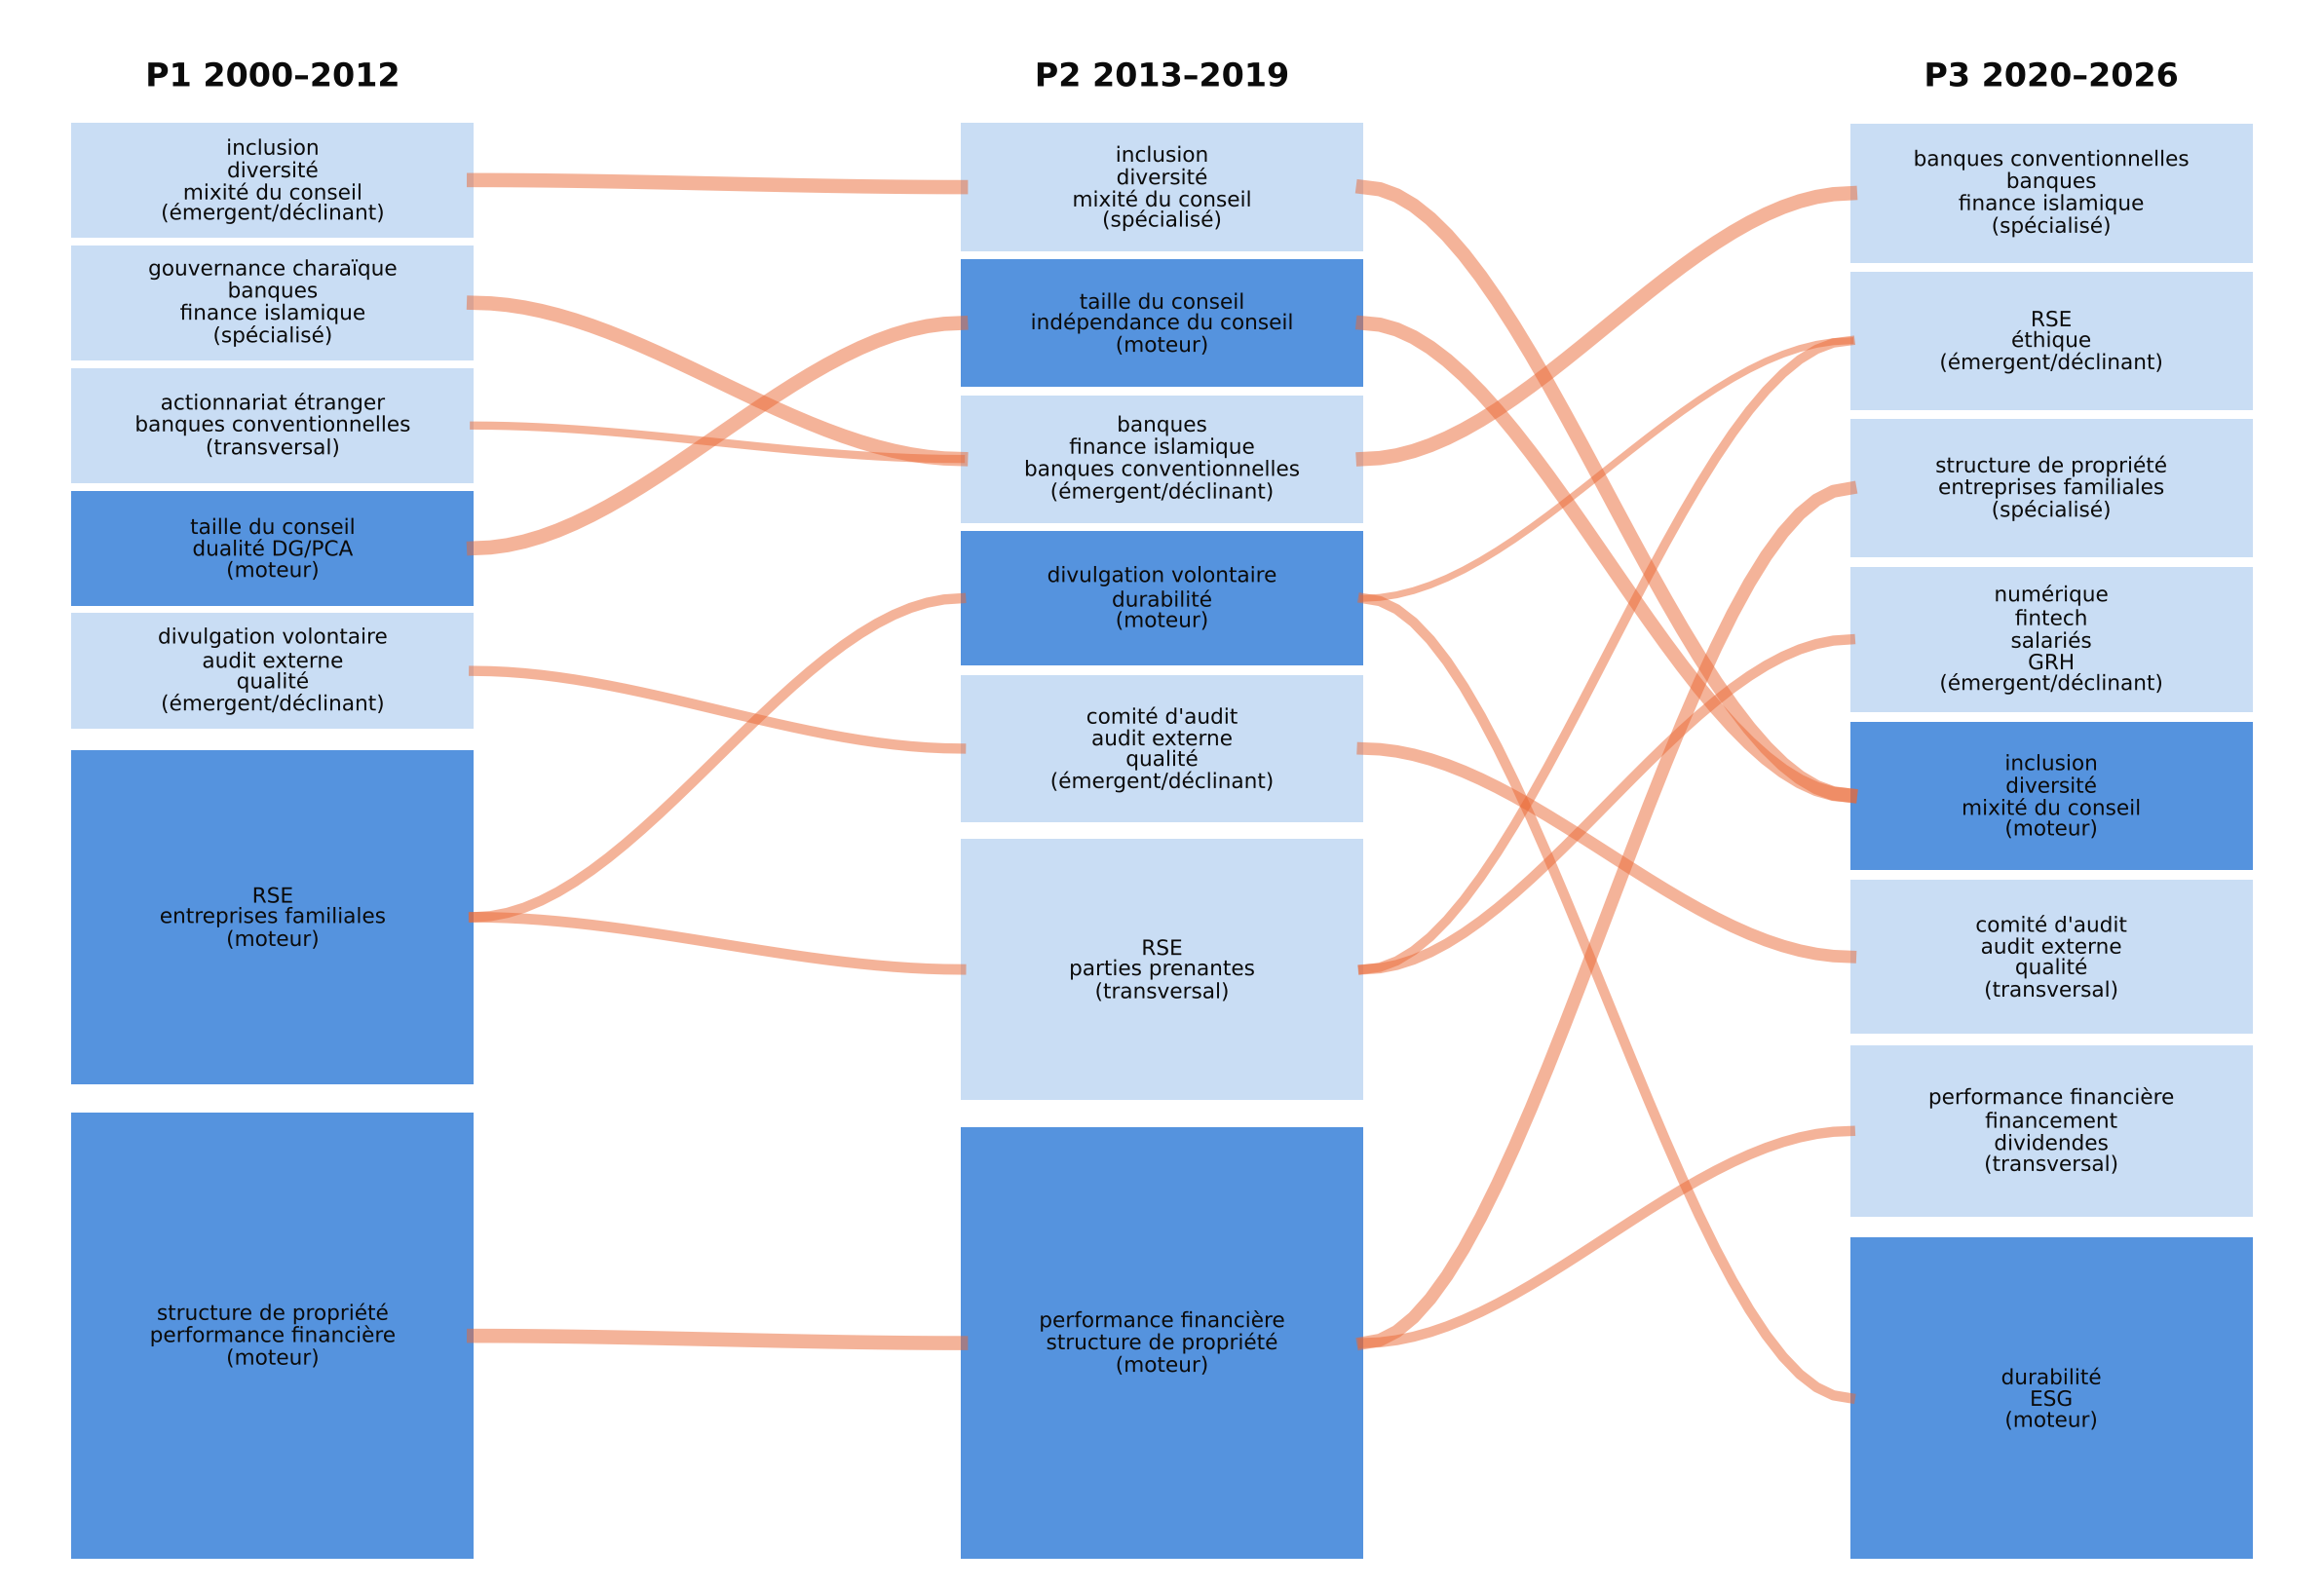 P1 2000–2012
inclusion
diversité
mixité du conseil
(émergent/déclinant)
gouvernance charaïque
banques
finance islamique
(spécialisé)
actionnariat étranger
banques conventionnelles
(transversal)
taille du conseil
dualité DG/PCA
(moteur)
divulgation volontaire
audit externe
qualité
(émergent/déclinant)
RSE
entreprises familiales
(moteur)
structure de propriété
performance financière
(moteur)
P2 2013–2019
inclusion
diversité
mixité du conseil
(spécialisé)
taille du conseil
indépendance du conseil
(moteur)
banques
finance islamique
banques conventionnelles
(émergent/déclinant)
divulgation volontaire
durabilité
(moteur)
comité d'audit
audit externe
qualité
(émergent/déclinant)
RSE
parties prenantes
(transversal)
performance financière
structure de propriété
(moteur)
P3 2020–2026
banques conventionnelles
banques
finance islamique
(spécialisé)
RSE
éthique
(émergent/déclinant)
structure de propriété
entreprises familiales
(spécialisé)
numérique
fintech
salariés
GRH
(émergent/déclinant)
inclusion
diversité
mixité du conseil
(moteur)
comité d'audit
audit externe
qualité
(transversal)
performance financière
financement
dividendes
(transversal)
durabilité
ESG
(moteur)